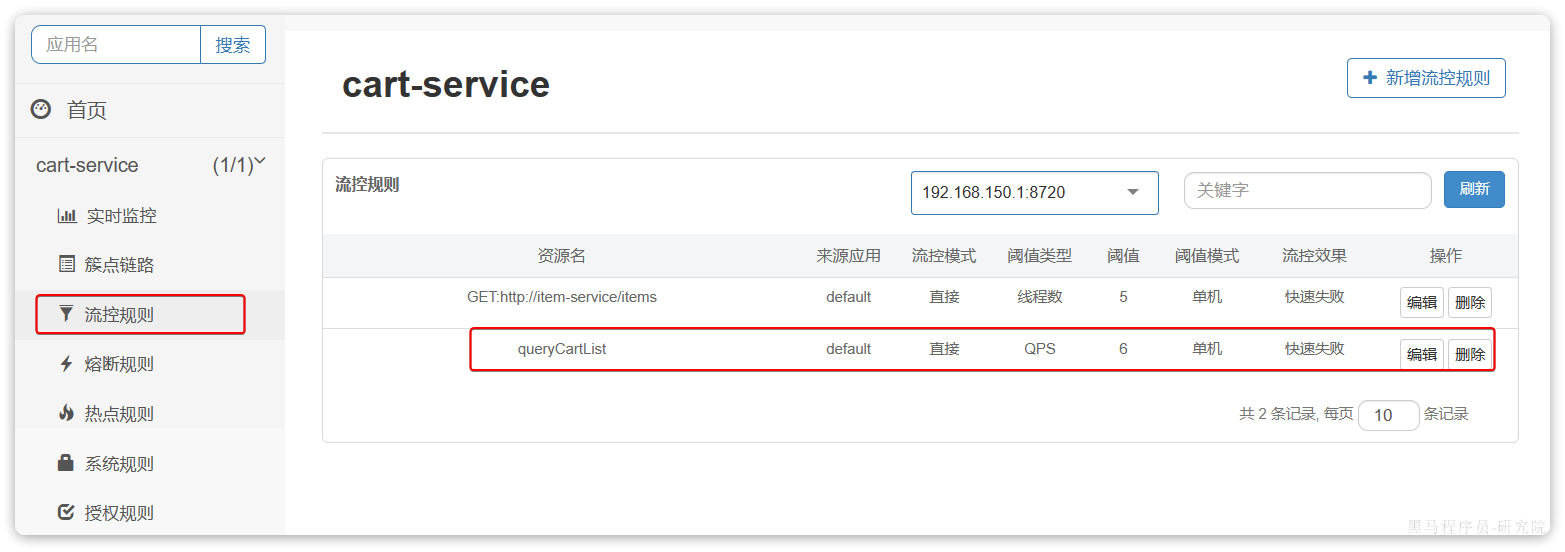 应用名 搜索
首页
cart-service (1/1)
实时监控
簇点链路
流控规则
熔断规则
热点规则
系统规则
授权规则
cart-service
新增流控规则
流控规则 192.168.150.1:8720 关键字 刷新
资源名 来源应用 流控模式 阈值类型 阈值 阈值模式 流控效果 操作
GET:http://item-service/items default 直接 线程数 5 单机 快速失败 编辑 删除
queryCartList default 直接 QPS 6 单机 快速失败 编辑 删除
共 2 条记录, 每页 10 条记录
黑马程序员-研究院